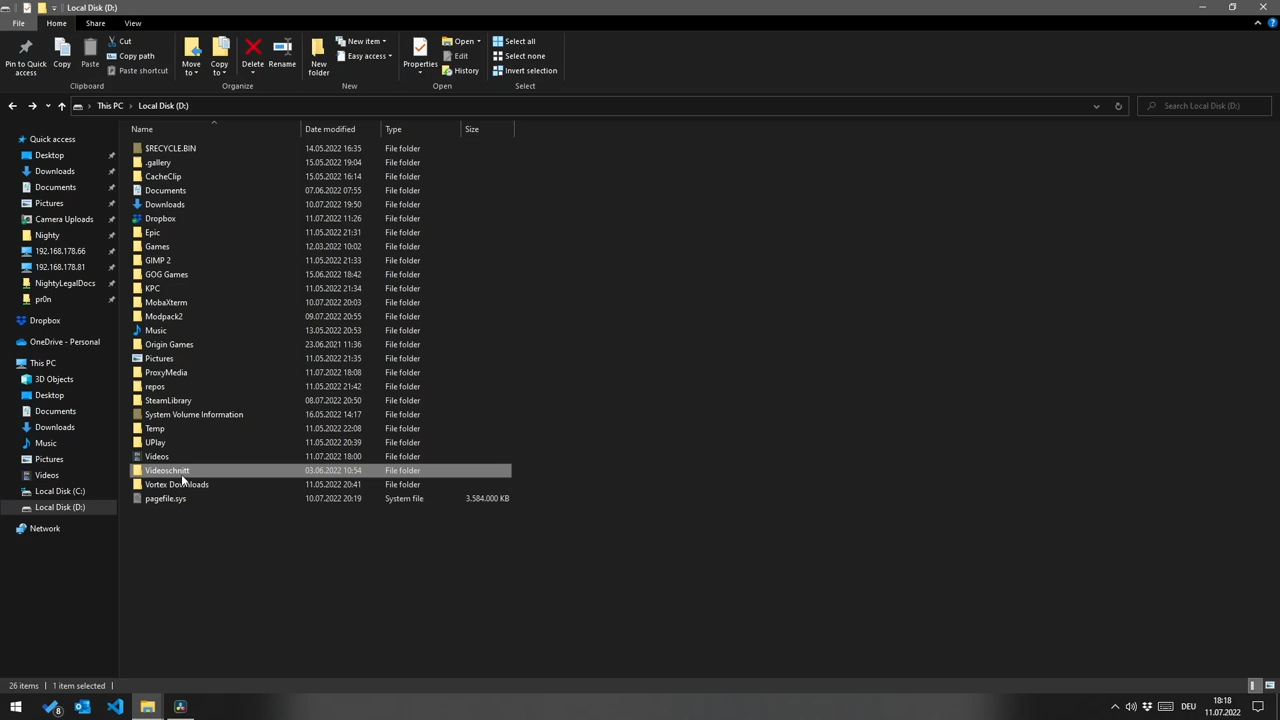 Local Disk (D:)
File Home Share View
Pin to Quick access
Copy
Paste
Cut
Copy path
Paste shortcut
Clipboard
Move to
Copy to
Delete
Rename
Organize
New folder
New item
Easy access
New
Properties
Open
Edit
History
Open
Select all
Select none
Invert selection
Select
This PC > Local Disk (D:)
Search Local Disk (D:)
Quick access
Desktop
Downloads
Documents
Pictures
Camera Uploads
Nighty
192.168.178.66
192.168.178.81
NightyLegalDocs
pr0n
Dropbox
OneDrive - Personal
This PC
3D Objects
Desktop
Documents
Downloads
Music
Pictures
Videos
Local Disk (C:)
Local Disk (D:)
Network
Name Date modified Type Size
$RECYCLE.BIN 14.05.2022 16:35 File folder
.gallery 15.05.2022 19:04 File folder
CacheClip 15.05.2022 16:14 File folder
Documents 07.06.2022 07:55 File folder
Downloads 10.07.2022 19:50 File folder
Dropbox 11.07.2022 11:26 File folder
Epic 11.05.2022 21:31 File folder
Games 12.03.2022 10:02 File folder
GIMP 2 11.05.2022 21:33 File folder
GOG Games 15.06.2022 18:42 File folder
KPC 11.05.2022 21:34 File folder
MobaXterm 10.07.2022 20:03 File folder
Modpack2 09.07.2022 20:55 File folder
Music 13.05.2022 20:53 File folder
Origin Games 23.06.2021 11:36 File folder
Pictures 11.05.2022 21:35 File folder
ProxyMedia 11.07.2022 18:08 File folder
repos 11.05.2022 21:42 File folder
SteamLibrary 08.07.2022 20:50 File folder
System Volume Information 16.05.2022 14:17 File folder
Temp 11.05.2022 22:08 File folder
UPlay 11.05.2022 20:39 File folder
Videos 11.07.2022 18:00 File folder
Videoschnitt 03.06.2022 10:54 File folder
Vortex Downloads 11.05.2022 20:41 File folder
pagefile.sys 10.07.2022 20:19 System file 3.584.000 KB
26 items 1 item selected
8
DEU
18:18
11.07.2022